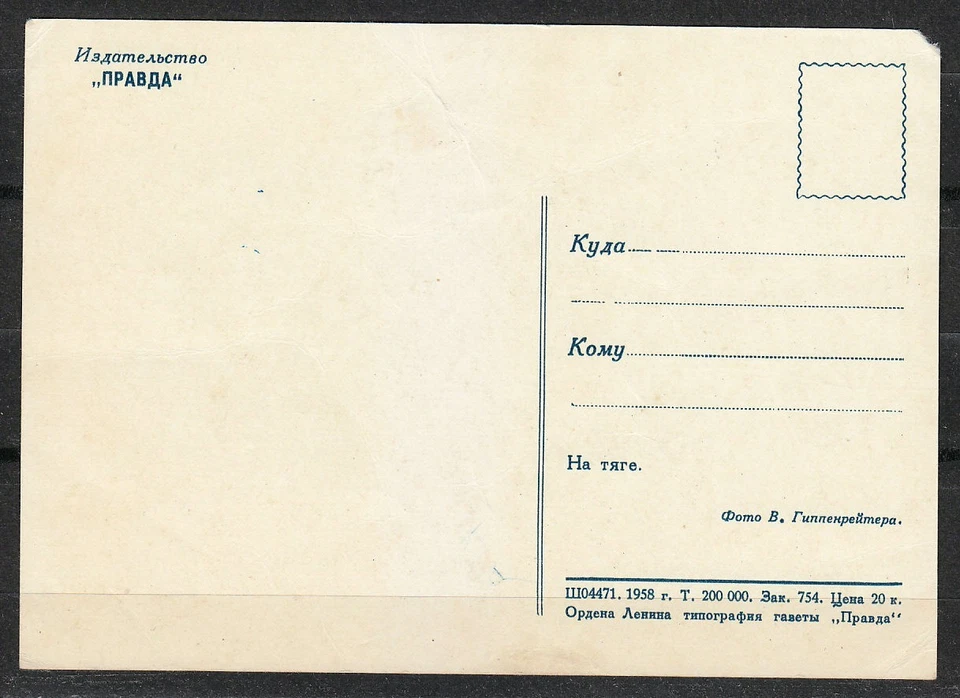 Издательство
„ПРАВДА“
Куда
Кому
На тяге.
Фото В. Гиппенрейтера.
Ш04471. 1958 г. Т. 200 000. Зак. 754. Цена 20 к.
Ордена Ленина типография гаветы „Правда“